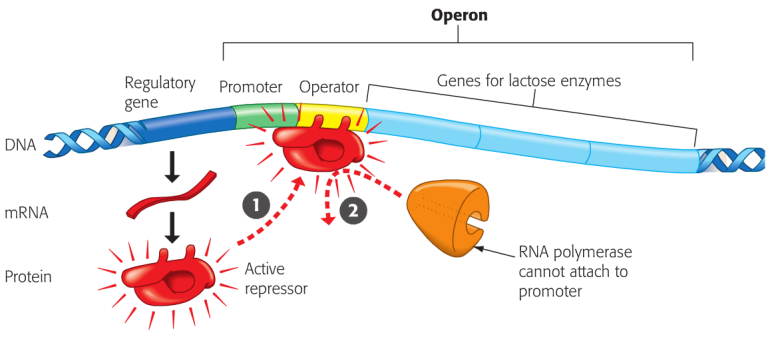 Operon
Regulatory
gene
Promoter
Operator
Genes for lactose enzymes
DNA
mRNA
1
2
Protein
Active
repressor
RNA polymerase
cannot attach to
promoter